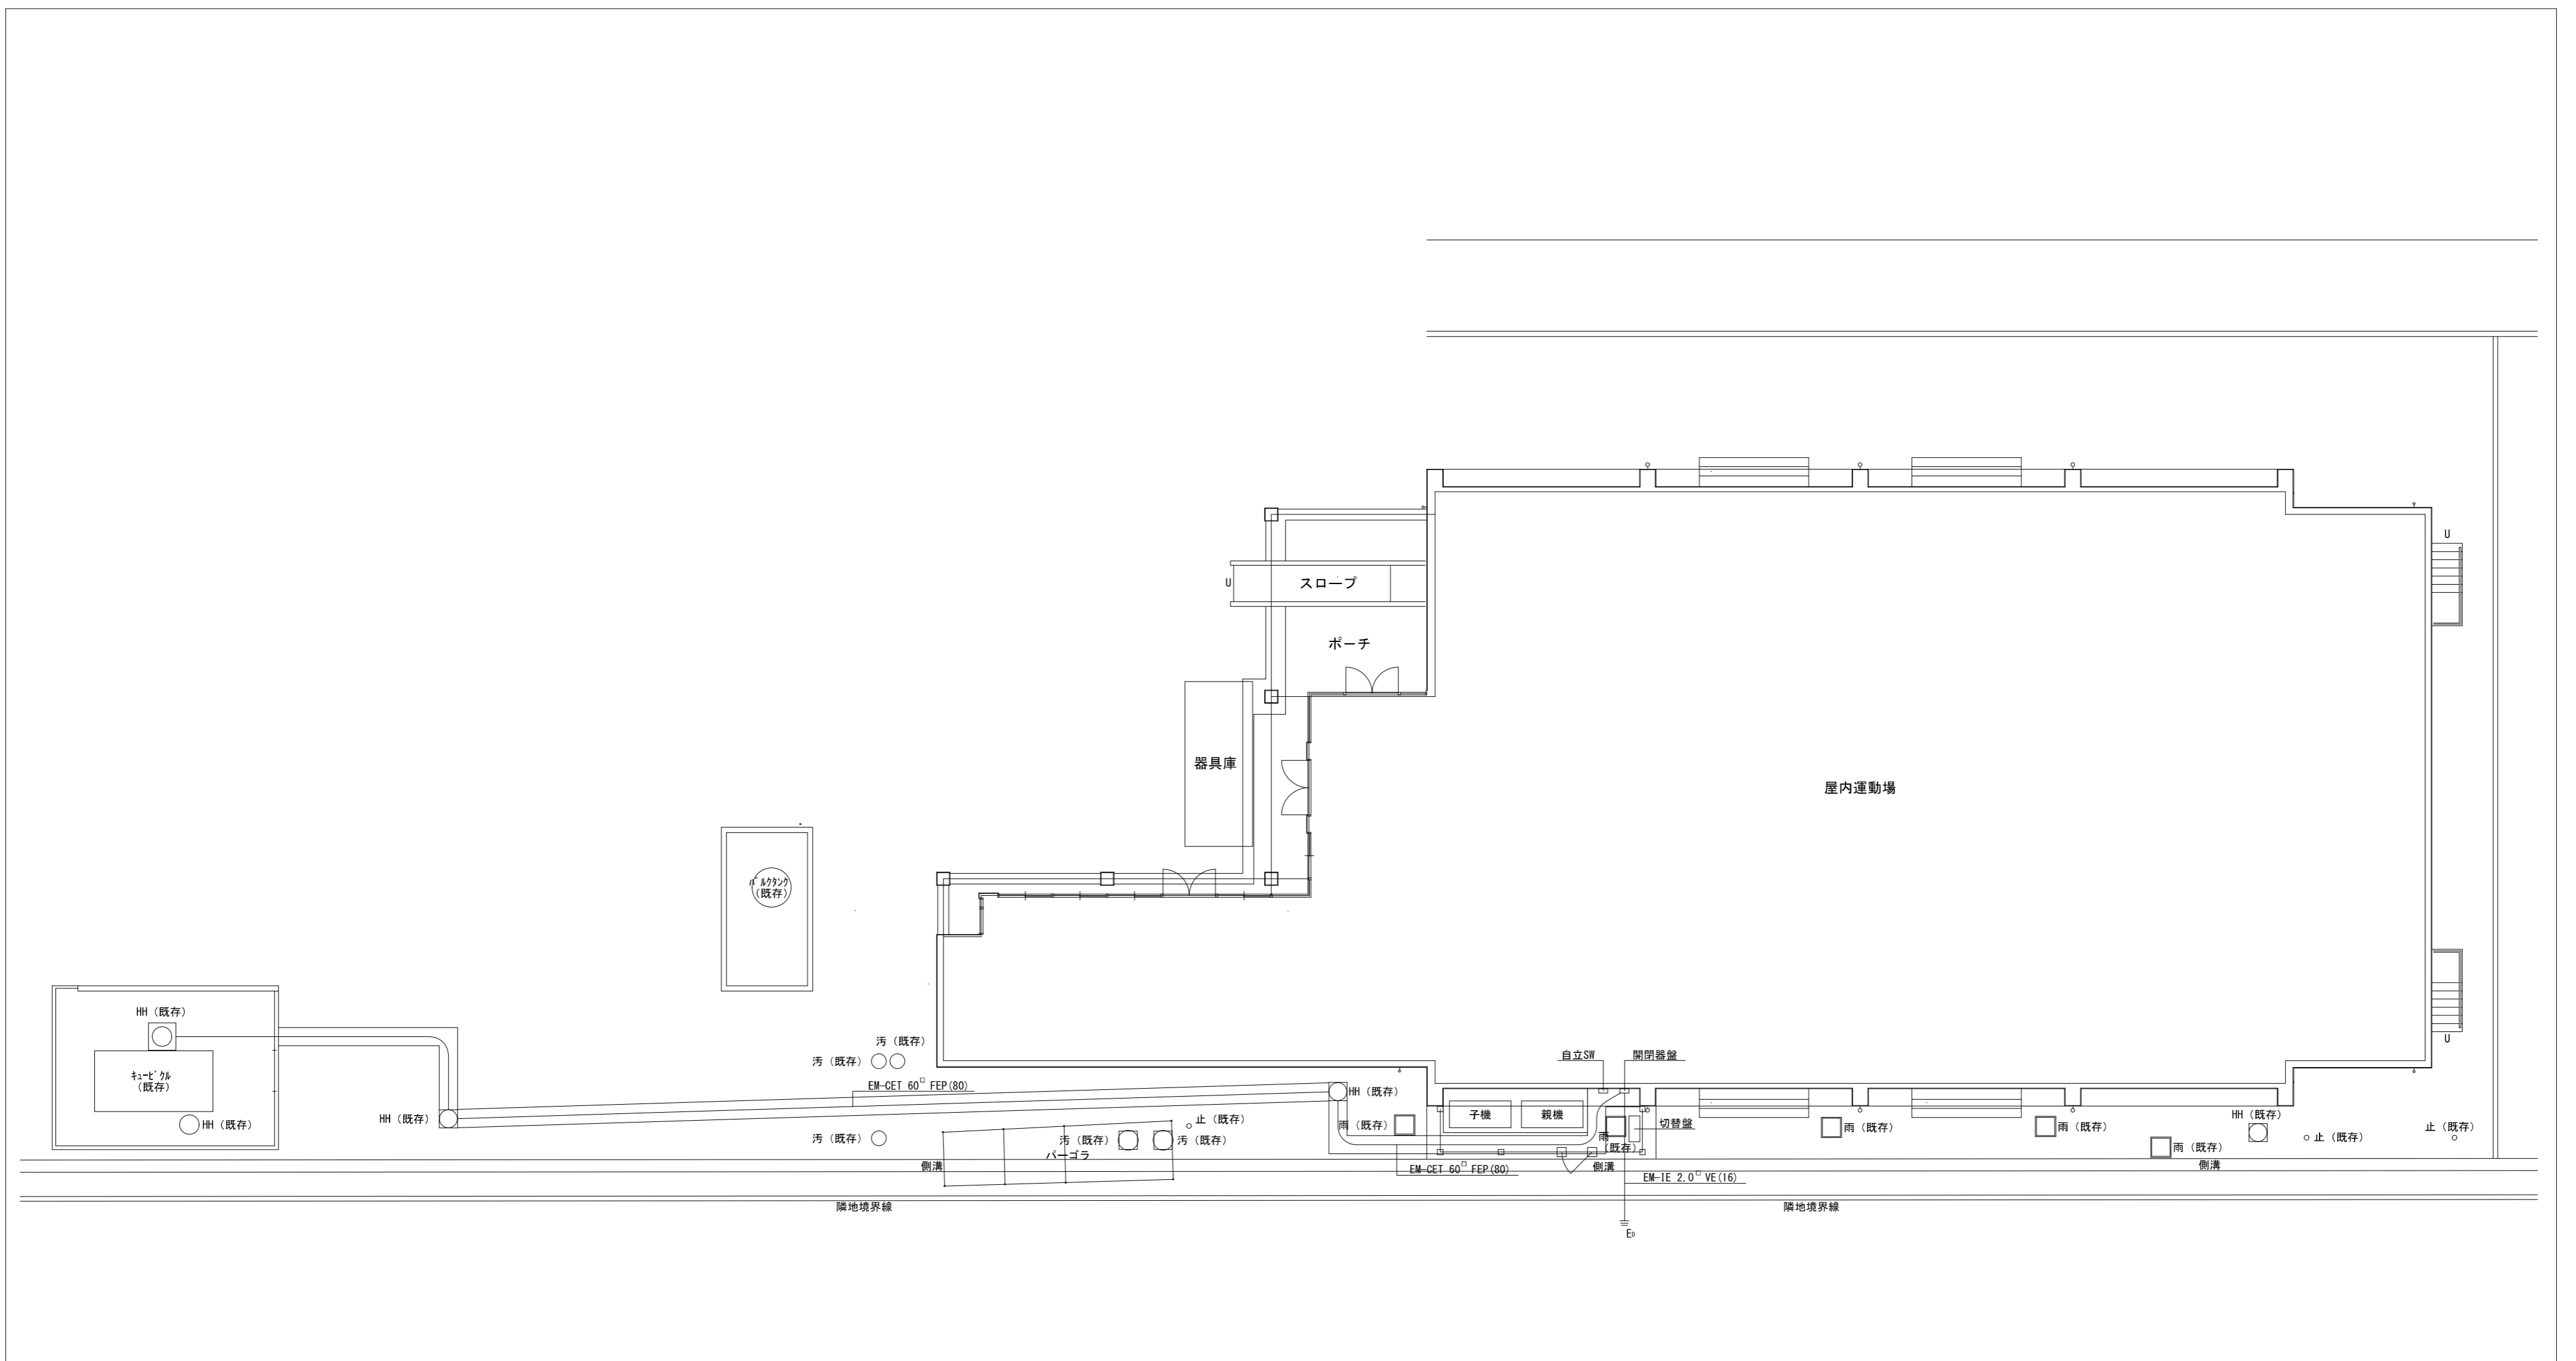 U
U
スロープ
ポーチ
器具庫
屋内運動場
バルクタンク
(既存)
HH (既存)
キュービクル
(既存)
HH (既存)
HH (既存)
汚 (既存)
汚 (既存)
EM-CET 60□ FEP(80)
汚 (既存)
汚 (既存)
パーゴラ
汚 (既存)
止 (既存)
側溝
隣地境界線
HH (既存)
雨 (既存)
子機
親機
自立SW
開閉器盤
切替盤
雨
(既存)
EM-CET 60□ FEP(80)
側溝
EM-IE 2.0□ VE(16)
ED
雨 (既存)
雨 (既存)
雨 (既存)
HH (既存)
止 (既存)
止 (既存)
U
側溝
隣地境界線